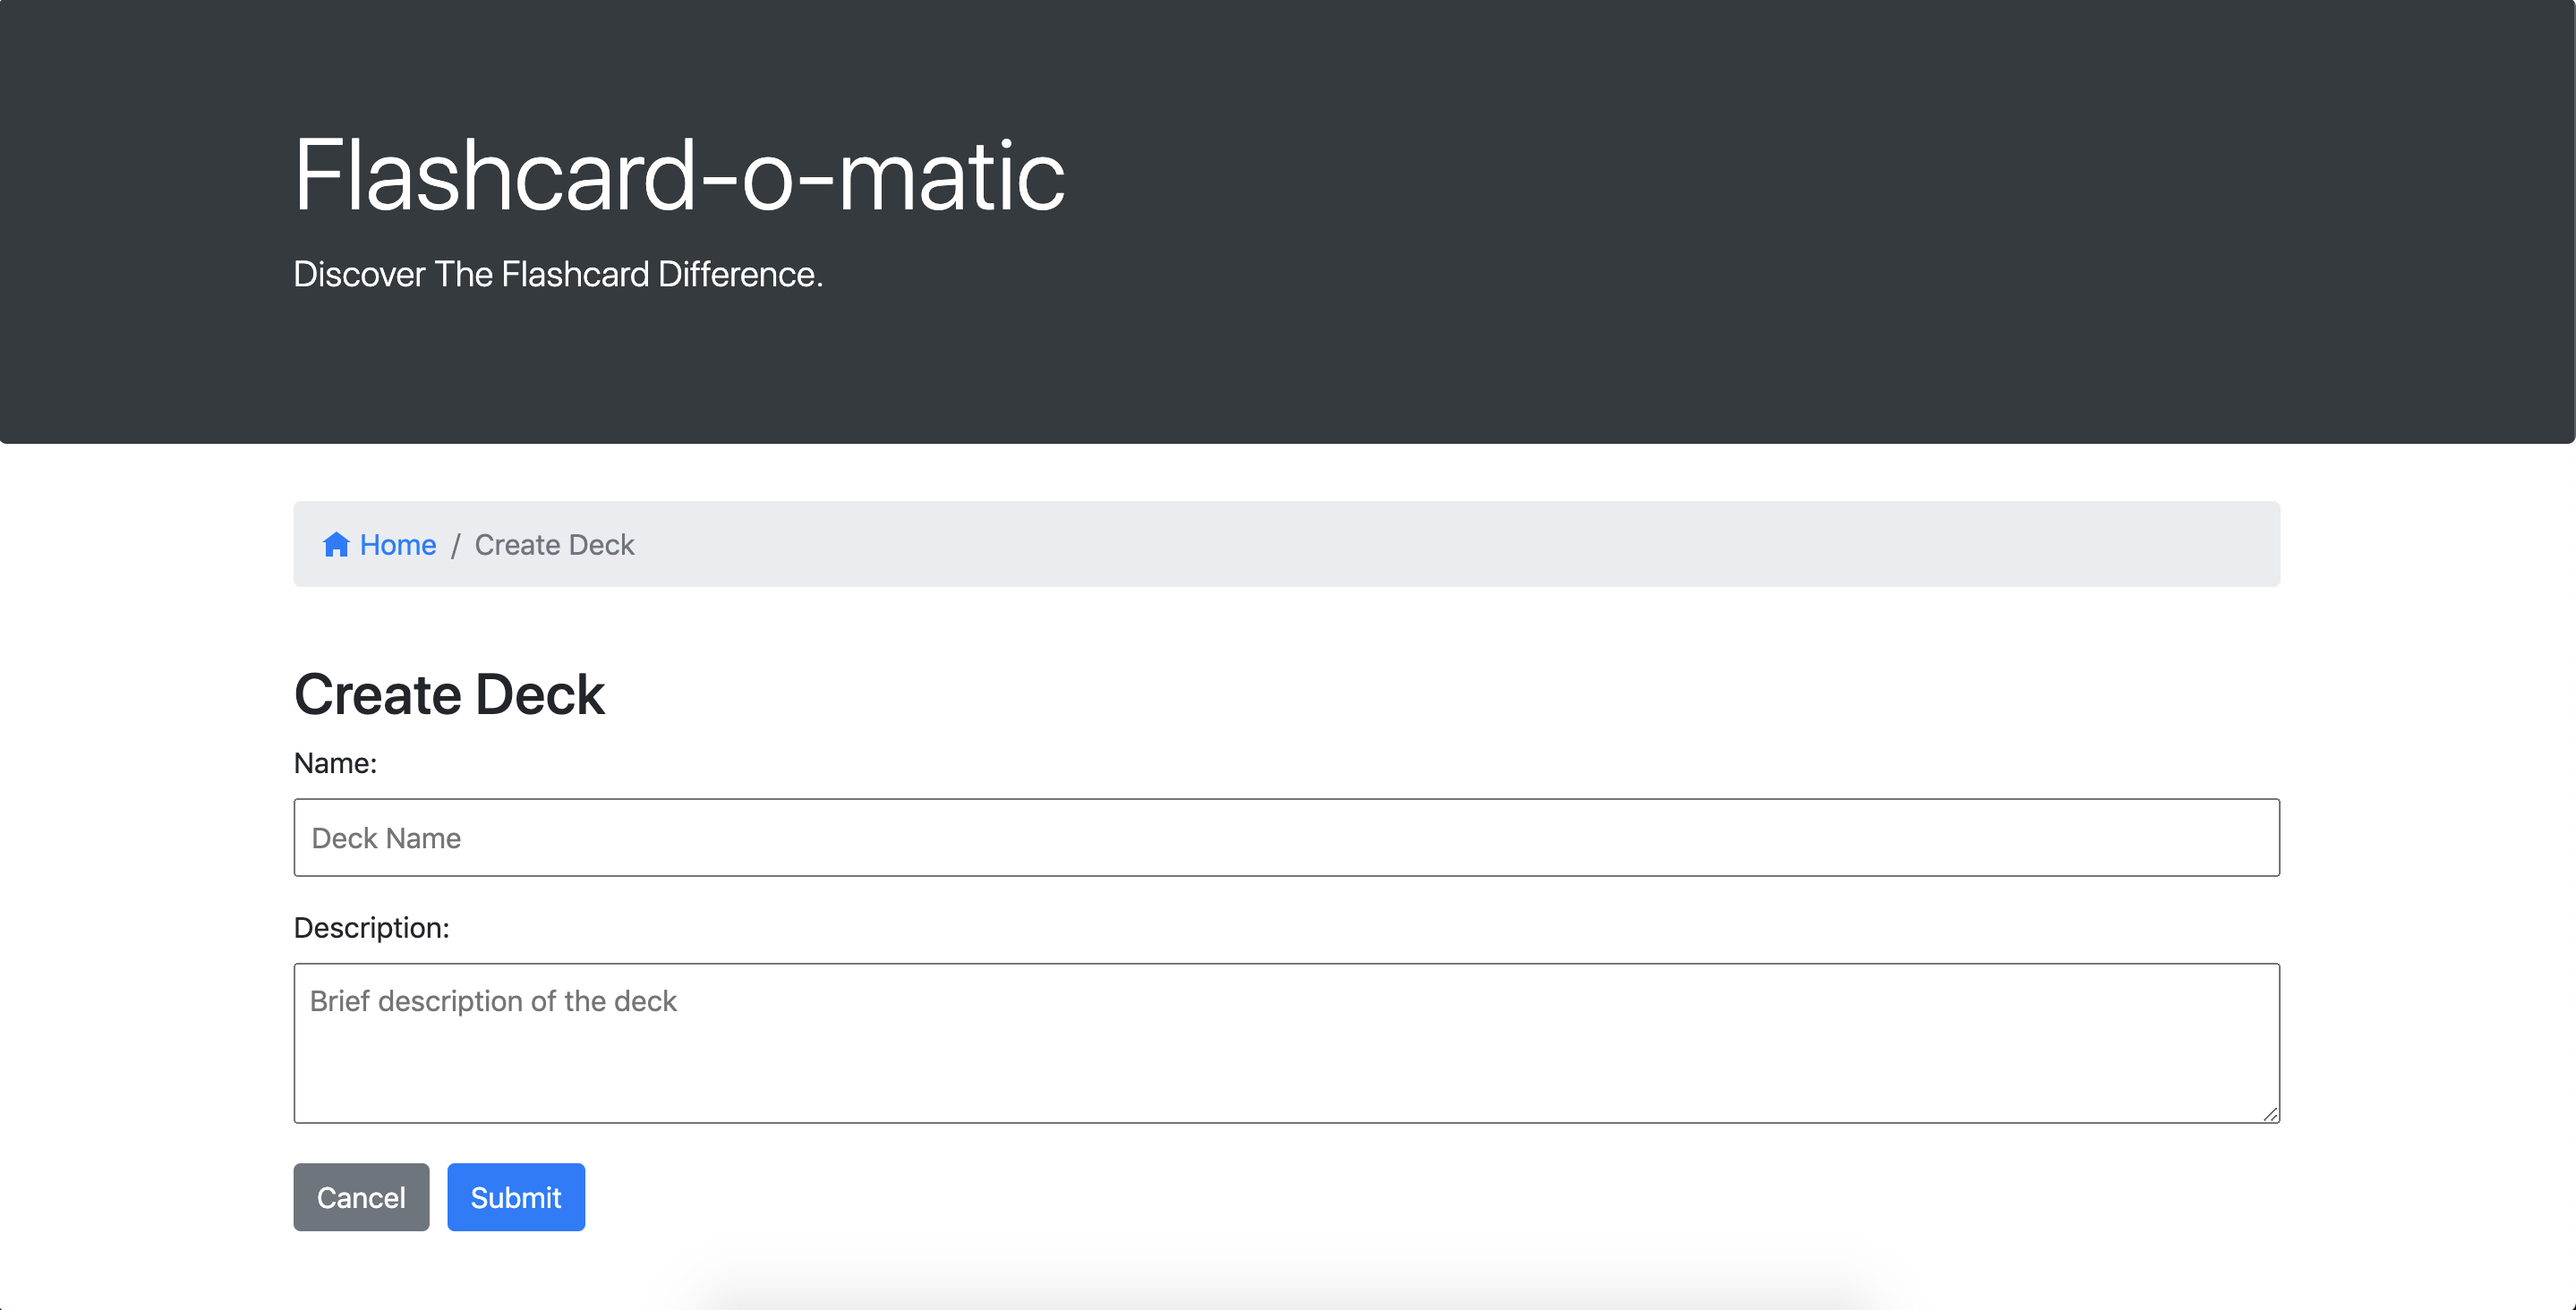 Flashcard-o-matic
Discover The Flashcard Difference.
Home / Create Deck
Create Deck
Name:
Deck Name
Description:
Brief description of the deck
Cancel Submit